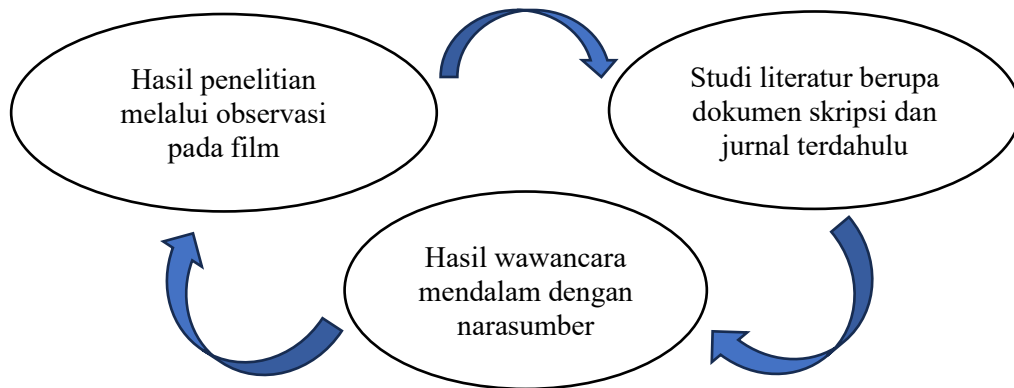 Hasil penelitian
melalui observasi
pada film
Studi literatur berupa
dokumen skripsi dan
jurnal terdahulu
Hasil wawancara
mendalam dengan
narasumber